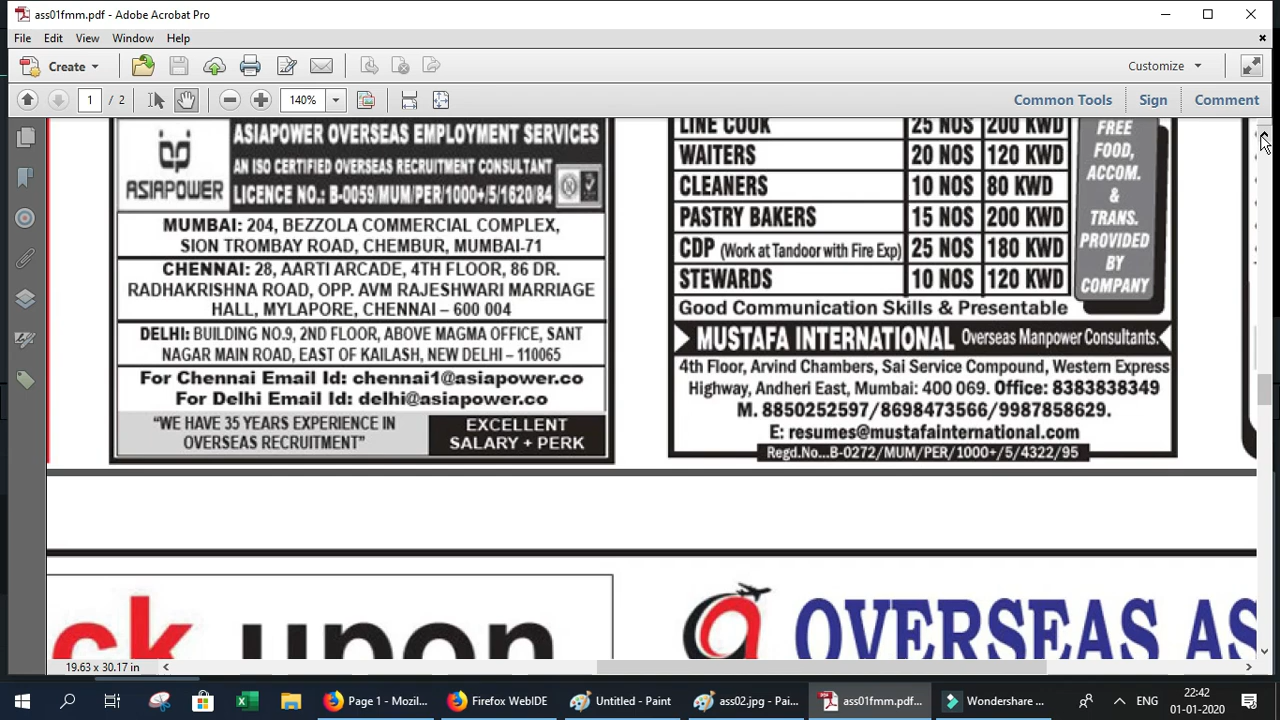 ass01fmm.pdf - Adobe Acrobat Pro
File Edit View Window Help
Create
Customize
1 / 2
140%
Common Tools Sign Comment
ASIAPOWER
ASIAPOWER OVERSEAS EMPLOYMENT SERVICES
AN ISO CERTIFIED OVERSEAS RECRUITMENT CONSULTANT
LICENCE NO.: B-0059/MUM/PER/1000+/5/1620/84
MUMBAI: 204, BEZZOLA COMMERCIAL COMPLEX,
SION TROMBAY ROAD, CHEMBUR, MUMBAI-71
CHENNAI: 28, AARTI ARCADE, 4TH FLOOR, 86 DR.
RADHAKRISHNA ROAD, OPP. AVM RAJESHWARI MARRIAGE
HALL, MYLAPORE, CHENNAI – 600 004
DELHI: BUILDING NO.9, 2ND FLOOR, ABOVE MAGMA OFFICE, SANT
NAGAR MAIN ROAD, EAST OF KAILASH, NEW DELHI – 110065
For Chennai Email Id: chennai1@asiapower.co
For Delhi Email Id: delhi@asiapower.co
“WE HAVE 35 YEARS EXPERIENCE IN
OVERSEAS RECRUITMENT”
EXCELLENT
SALARY + PERK
LINE COOK 25 NOS 200 KWD
WAITERS 20 NOS 120 KWD
CLEANERS 10 NOS 80 KWD
PASTRY BAKERS 15 NOS 200 KWD
CDP (Work at Tandoor with Fire Exp) 25 NOS 180 KWD
STEWARDS 10 NOS 120 KWD
FREE
FOOD,
ACCOM.
&
TRANS.
PROVIDED
BY
COMPANY
Good Communication Skills & Presentable
MUSTAFA INTERNATIONAL Overseas Manpower Consultants.
4th Floor, Arvind Chambers, Sai Service Compound, Western Express
Highway, Andheri East, Mumbai: 400 069. Office: 8383838349
M. 8850252597/8698473566/9987858629.
E: resumes@mustafainternational.com
Regd.No...B-0272/MUM/PER/1000+/5/4322/95
ck upon
a OVERSEAS AS
19.63 x 30.17 in
Page 1 - Mozil...
Firefox WebIDE
Untitled - Paint
ass02.jpg - Pai...
ass01fmm.pdf...
Wondershare ...
ENG
22:42
01-01-2020